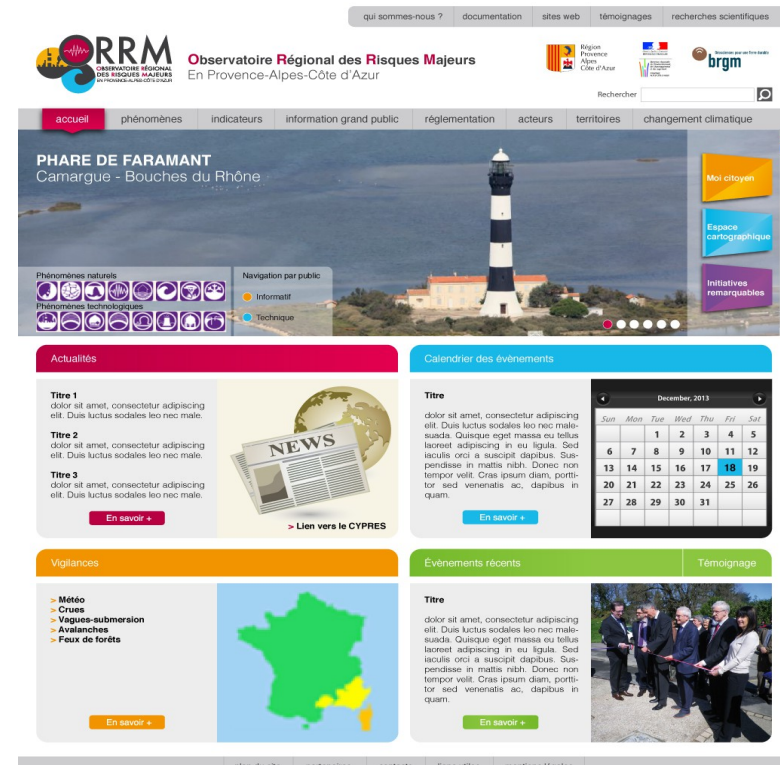 qui sommes-nous ? documentation sites web témoignages recherches scientifiques
RRM
OBSERVATOIRE RÉGIONAL
DES RISQUES MAJEURS
EN PROVENCE-ALPES-CÔTE D'AZUR
Observatoire Régional des Risques Majeurs
En Provence-Alpes-Côte d'Azur
Région
Provence
Alpes
Côte d'Azur
brgm
Rechercher
accueil phénomènes indicateurs information grand public réglementation acteurs territoires changement climatique
PHARE DE FARAMANT
Camargue - Bouches du Rhône
Moi citoyen
Espace
cartographique
Initiatives
remarquables
Phénomènes naturels
Phénomènes technologiques
Navigation par public
Informatif
Technique
Actualités
Titre 1
dolor sit amet, consectetur adipiscing
elit. Duis luctus sodales leo nec male.
Titre 2
dolor sit amet, consectetur adipiscing
elit. Duis luctus sodales leo nec male.
Titre 3
dolor sit amet, consectetur adipiscing
elit. Duis luctus sodales leo nec male.
En savoir +
NEWS
> Lien vers le CYPRES
Calendrier des évènements
Titre
dolor sit amet, consectetur adipiscing
elit. Duis luctus sodales leo nec male-
suada. Quisque eget massa eu tellus
laoreet adipiscing in eu ligula. Sed
iaculis orci a suscipit dapibus. Sus-
pendisse in mattis nibh. Donec non
tempor velit. Cras ipsum diam, portti-
tor sed venenatis ac, dapibus in
quam.
En savoir +
December, 2013
Sun Mon Tue Wed Thu Fri Sat
1 2 3 4 5
6 7 8 9 10 11 12
13 14 15 16 17 18 19
20 21 22 23 24 25 26
27 28 29 30 31
Vigilances
> Météo
> Crues
> Vagues-submersion
> Avalanches
> Feux de forêts
En savoir +
Évènements récents Témoignage
Titre
dolor sit amet, consectetur adipiscing
elit. Duis luctus sodales leo nec male-
suada. Quisque eget massa eu tellus
laoreet adipiscing in eu ligula. Sed
iaculis orci a suscipit dapibus. Sus-
pendisse in mattis nibh. Donec non
tempor velit. Cras ipsum diam, portti-
tor sed venenatis ac, dapibus in
quam.
En savoir +